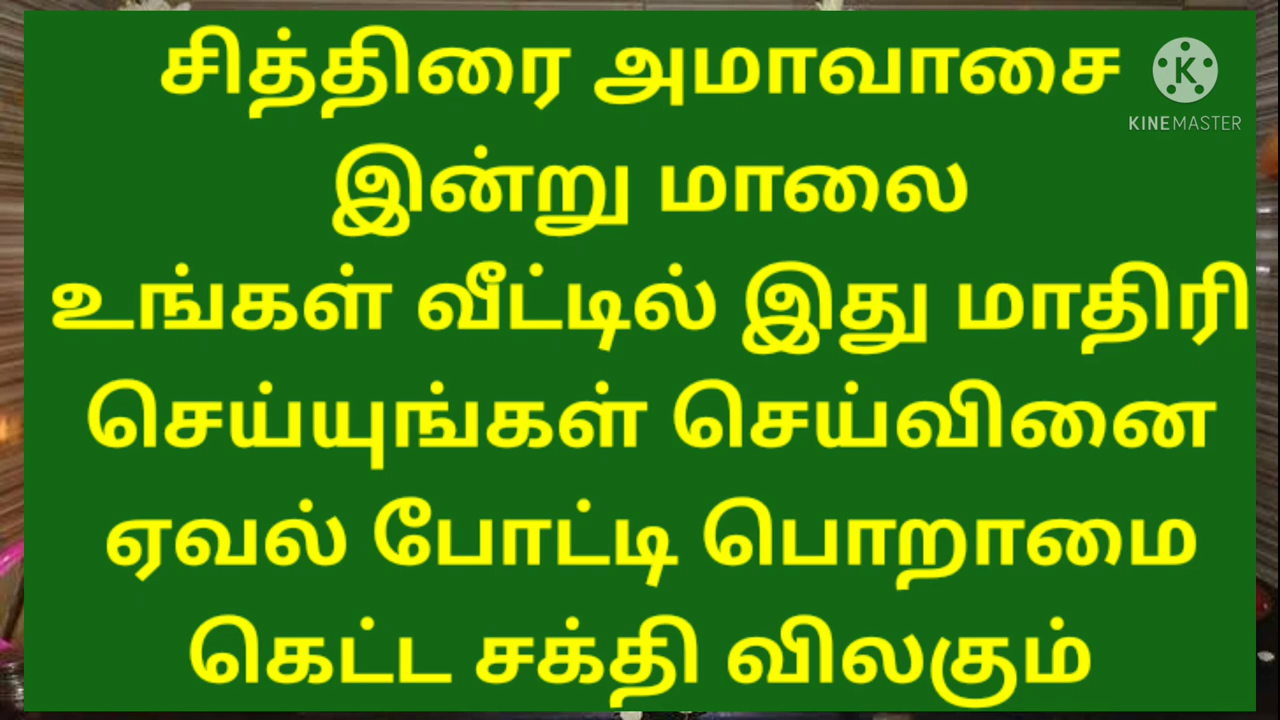 சித்திரை அமாவாசை
KINEMASTER
இன்று மாலை
உங்கள் வீட்டில் இது மாதிரி
செய்யுங்கள் செய்வினை
ஏவல் போட்டி பொறாமை
கெட்ட சக்தி விலகும்